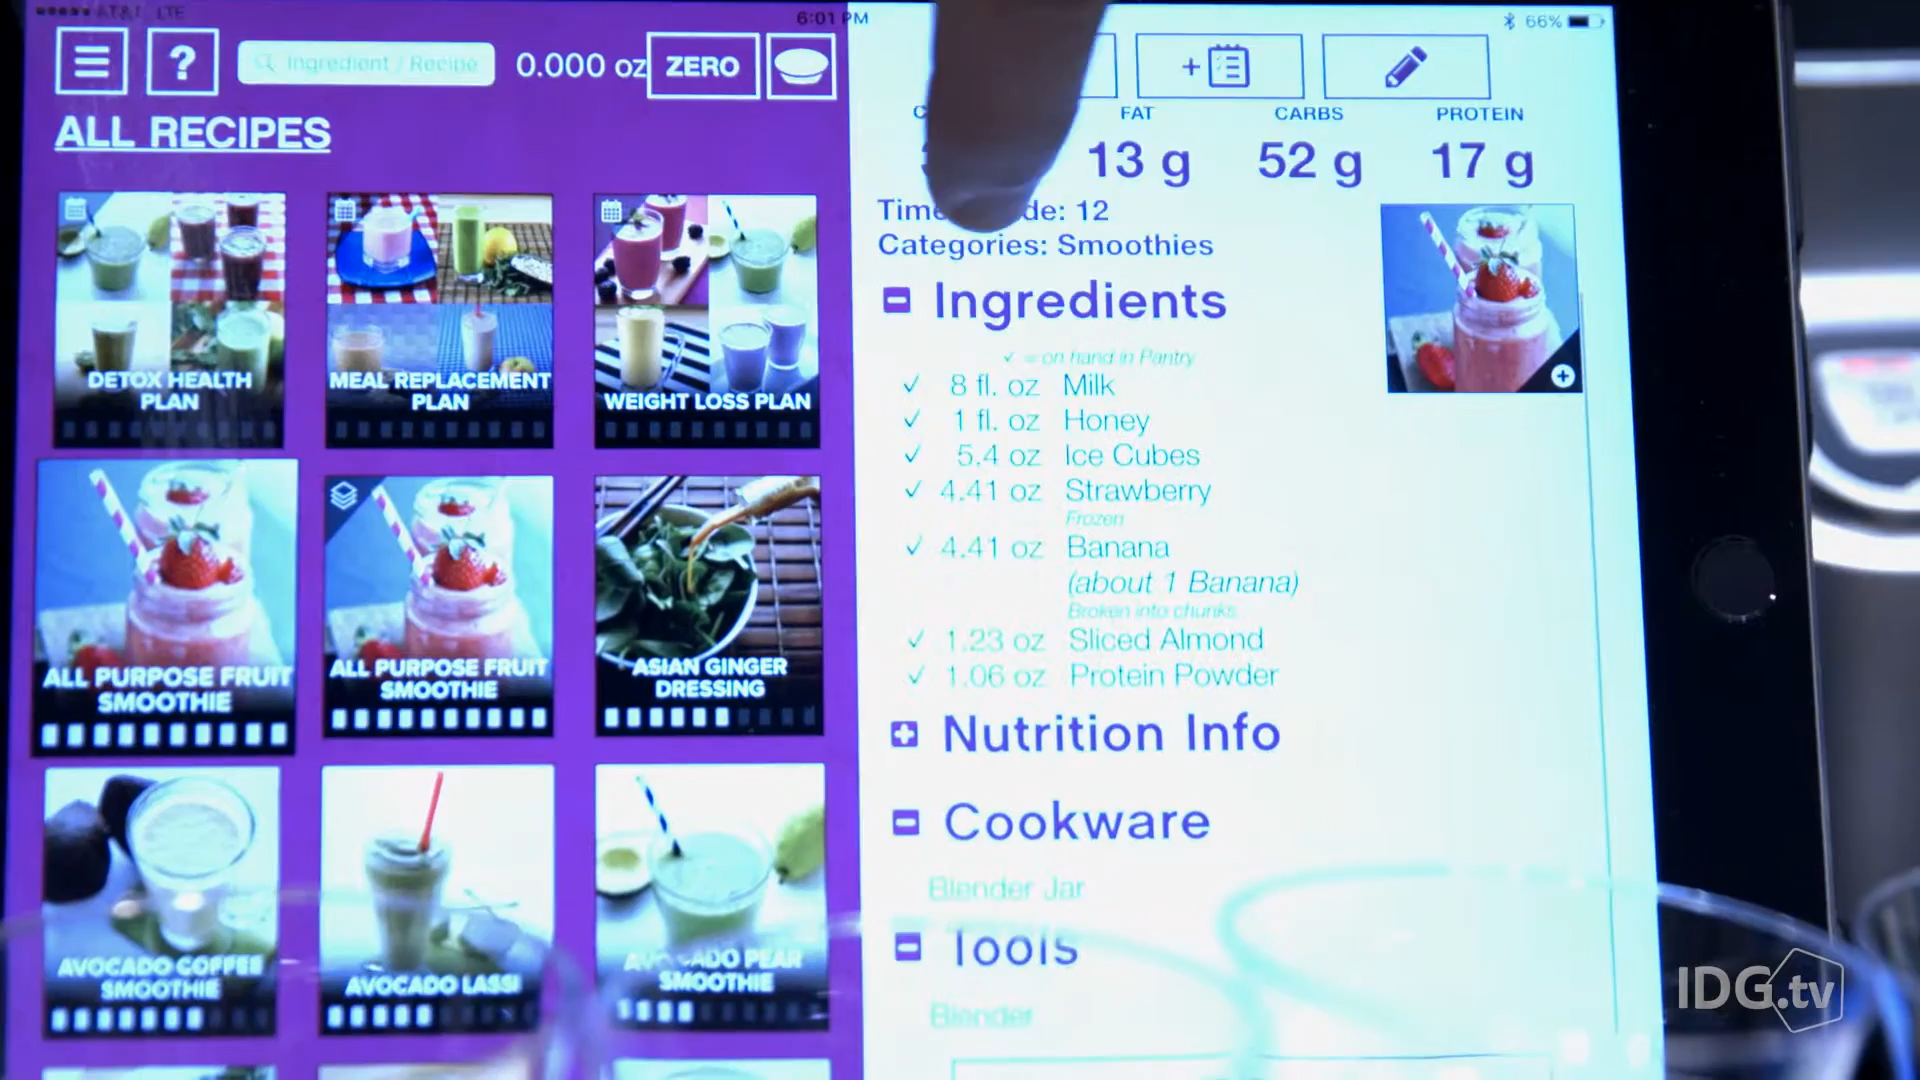 AT&T LTE
6:01 PM
66%
Ingredient / Recipe
0.000 oz
ZERO
ALL RECIPES
DETOX HEALTH
PLAN
MEAL REPLACEMENT
PLAN
WEIGHT LOSS PLAN
ALL PURPOSE FRUIT
SMOOTHIE
ALL PURPOSE FRUIT
SMOOTHIE
ASIAN GINGER
DRESSING
AVOCADO COFFEE
SMOOTHIE
AVOCADO LASSI
AVOCADO PEAR
SMOOTHIE
FAT
CARBS
PROTEIN
13 g
52 g
17 g
12
Categories: Smoothies
Ingredients
✓ = on hand in Pantry
✓ 8 fl. oz Milk
✓ 1 fl. oz Honey
✓ 5.4 oz Ice Cubes
✓ 4.41 oz Strawberry
Frozen
✓ 4.41 oz Banana
(about 1 Banana)
Broken into chunks
✓ 1.23 oz Sliced Almond
✓ 1.06 oz Protein Powder
Nutrition Info
Cookware
Blender Jar
Tools
Blender
IDG.tv